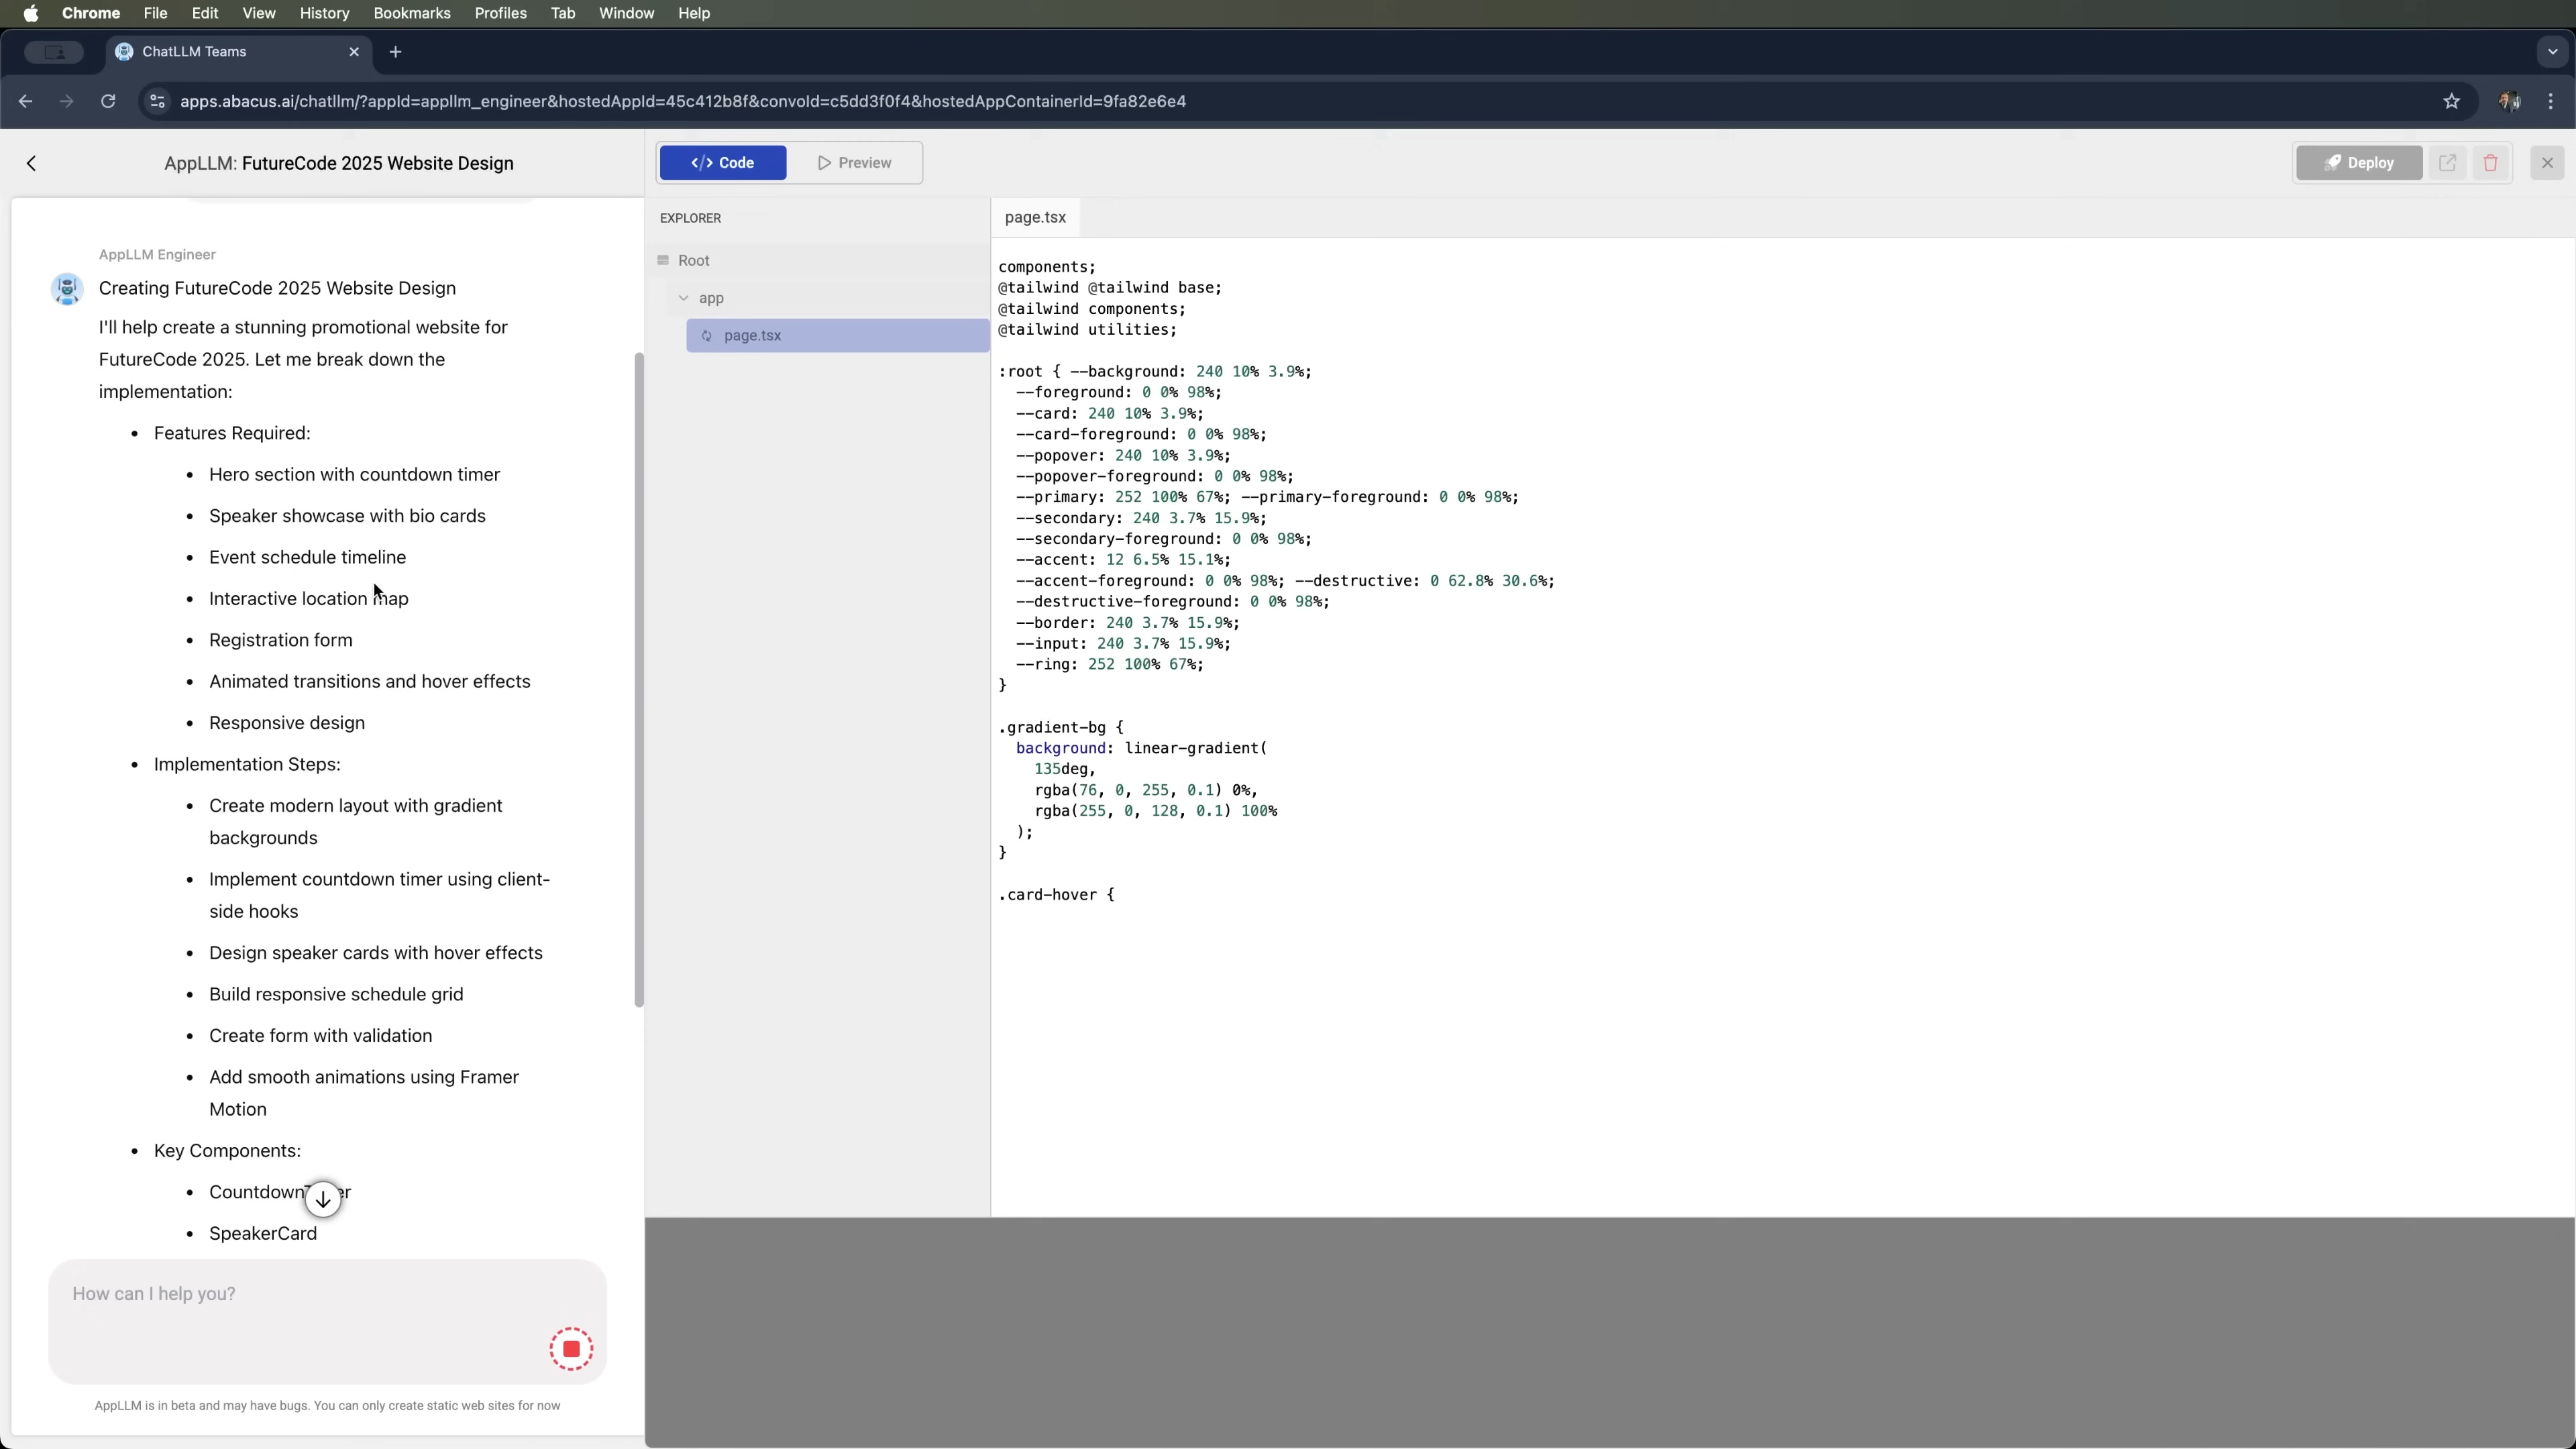 Chrome File Edit View History Bookmarks Profiles Tab Window Help
ChatLLM Teams
apps.abacus.ai/chatllm/?appId=appllm_engineer&hostedAppId=45c412b8f&convoId=c5dd3f0f4&hostedAppContainerId=9fa82e6e4
AppLLM: FutureCode 2025 Website Design
</> Code
Preview
Deploy
AppLLM Engineer
Creating FutureCode 2025 Website Design
I'll help create a stunning promotional website for
FutureCode 2025. Let me break down the
implementation:
• Features Required:
• Hero section with countdown timer
• Speaker showcase with bio cards
• Event schedule timeline
• Interactive location map
• Registration form
• Animated transitions and hover effects
• Responsive design
• Implementation Steps:
• Create modern layout with gradient
backgrounds
• Implement countdown timer using client-
side hooks
• Design speaker cards with hover effects
• Build responsive schedule grid
• Create form with validation
• Add smooth animations using Framer
Motion
• Key Components:
• Countdown
• SpeakerCard
How can I help you?
AppLLM is in beta and may have bugs. You can only create static web sites for now
EXPLORER
Root
app
page.tsx
page.tsx
components;
@tailwind @tailwind base;
@tailwind components;
@tailwind utilities;
:root { --background: 240 10% 3.9%;
--foreground: 0 0% 98%;
--card: 240 10% 3.9%;
--card-foreground: 0 0% 98%;
--popover: 240 10% 3.9%;
--popover-foreground: 0 0% 98%;
--primary: 252 100% 67%; --primary-foreground: 0 0% 98%;
--secondary: 240 3.7% 15.9%;
--secondary-foreground: 0 0% 98%;
--accent: 12 6.5% 15.1%;
--accent-foreground: 0 0% 98%; --destructive: 0 62.8% 30.6%;
--destructive-foreground: 0 0% 98%;
--border: 240 3.7% 15.9%;
--input: 240 3.7% 15.9%;
--ring: 252 100% 67%;
}
.gradient-bg {
background: linear-gradient(
135deg,
rgba(76, 0, 255, 0.1) 0%,
rgba(255, 0, 128, 0.1) 100%
);
}
.card-hover {